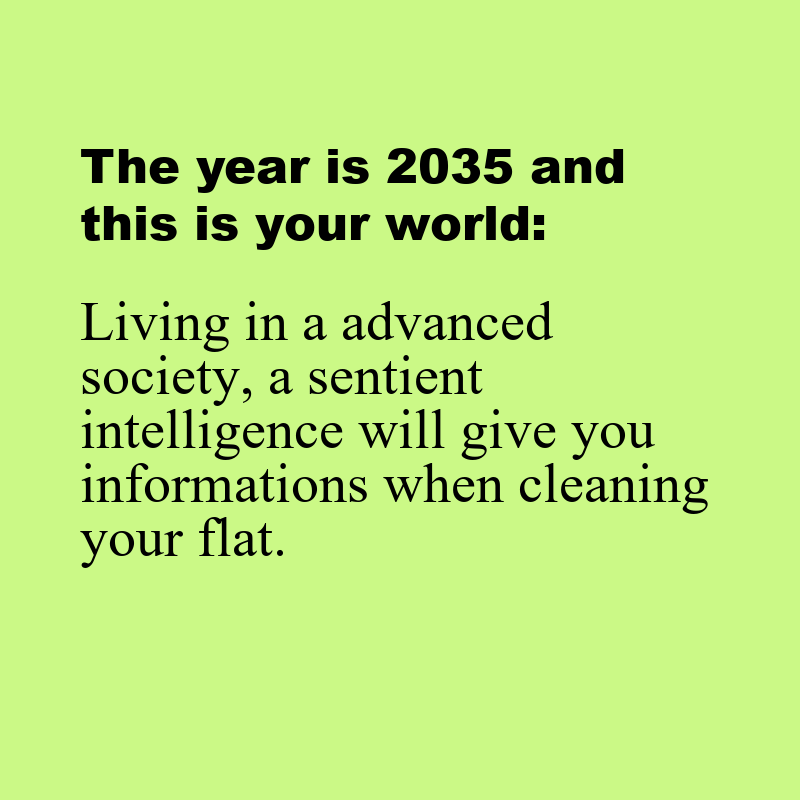 The year is 2035 and
this is your world:
Living in a advanced
society, a sentient
intelligence will give you
informations when cleaning
your flat.